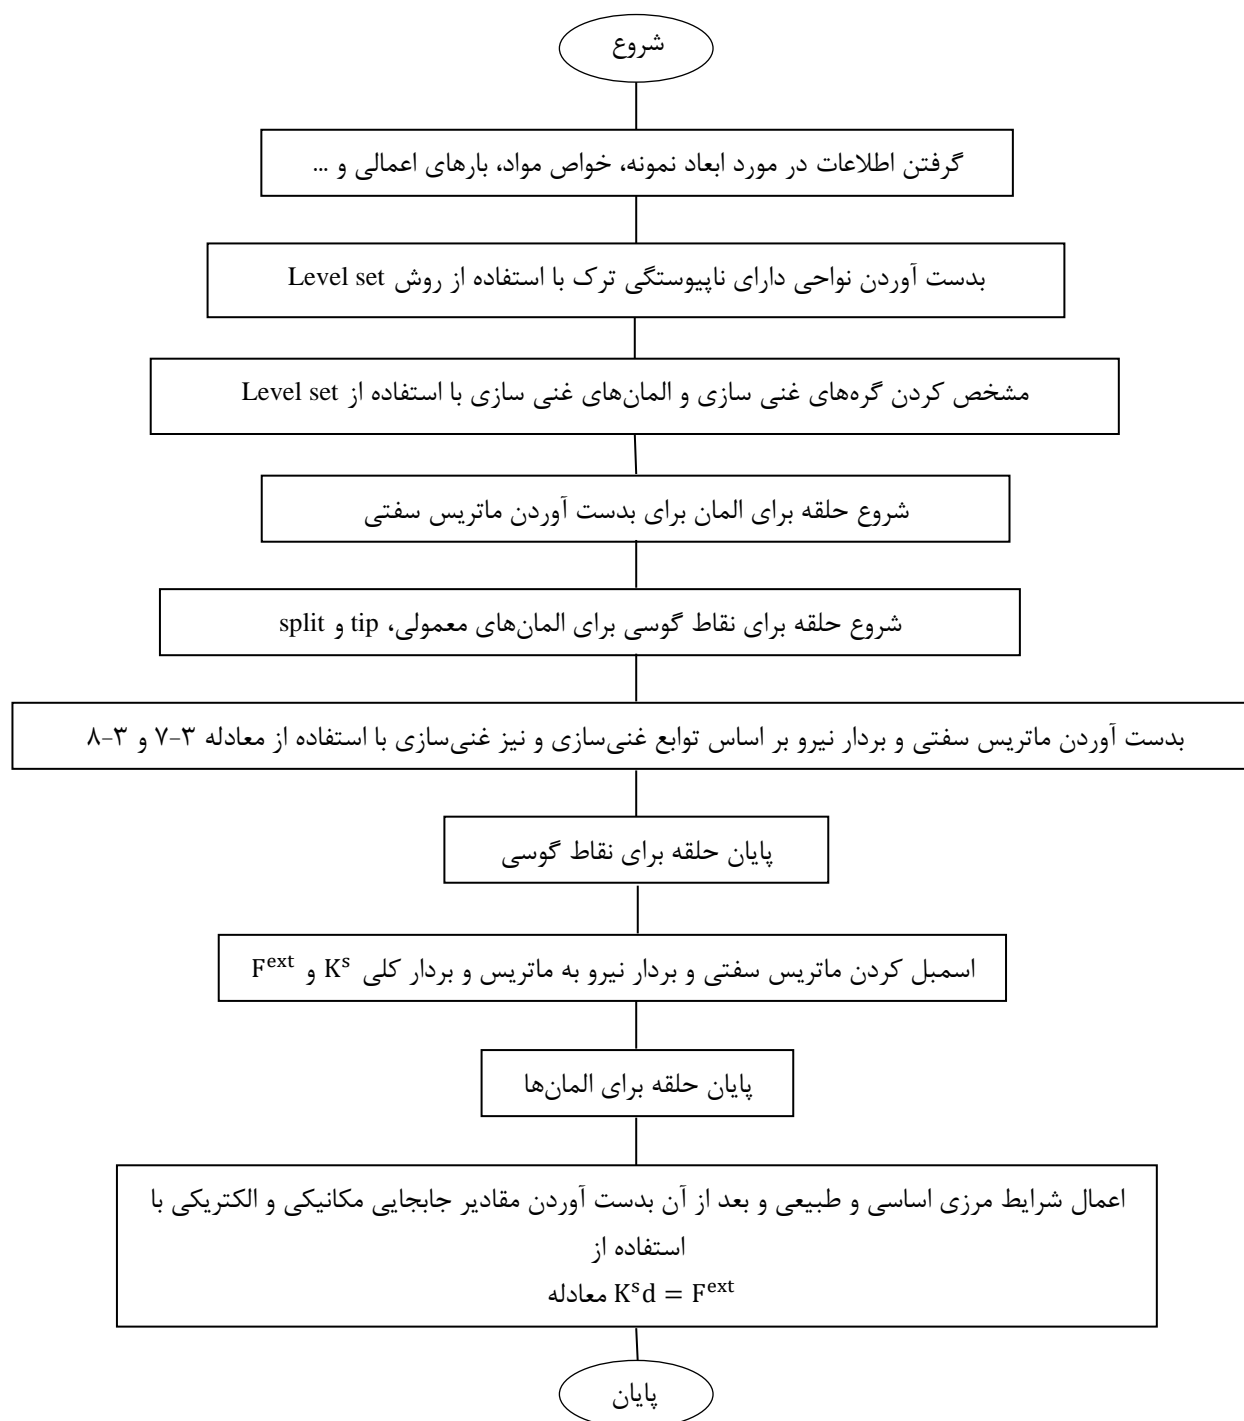 شروع
گرفتن اطلاعات در مورد ابعاد نمونه، خواص مواد، بارهای اعمالی و ...
بدست آوردن نواحی دارای ناپیوستگی ترک با استفاده از روش Level set
مشخص کردن گره‌های غنی سازی و المان‌های غنی سازی با استفاده از Level set
شروع حلقه برای المان برای بدست آوردن ماتریس سفتی
شروع حلقه برای نقاط گوسی برای المان‌های معمولی، tip و split
بدست آوردن ماتریس سفتی و بردار نیرو بر اساس توابع غنی‌سازی و نیز غنی‌سازی با استفاده از معادله ۳-۷ و ۳-۸
پایان حلقه برای نقاط گوسی
اسمبل کردن ماتریس سفتی و بردار نیرو به ماتریس و بردار کلی K^s و F^ext
پایان حلقه برای المان‌ها
اعمال شرایط مرزی اساسی و طبیعی و بعد از آن بدست آوردن مقادیر جابجایی مکانیکی و الکتریکی با
استفاده از
معادله K^s d = F^ext
پایان